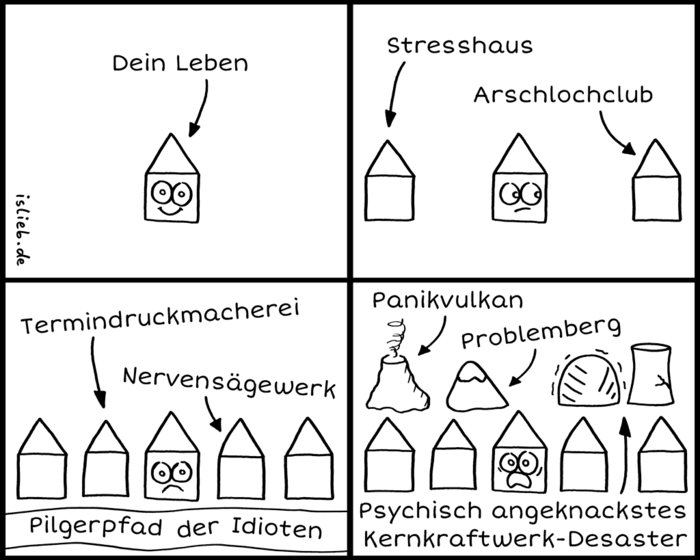 Dein Leben
islieb.de
Stresshaus
Arschlochclub
Termindruckmacherei
Nervensägewerk
Pilgerpfad der Idioten
Panikvulkan
Problemberg
Psychisch angeknackstes
Kernkraftwerk-Desaster